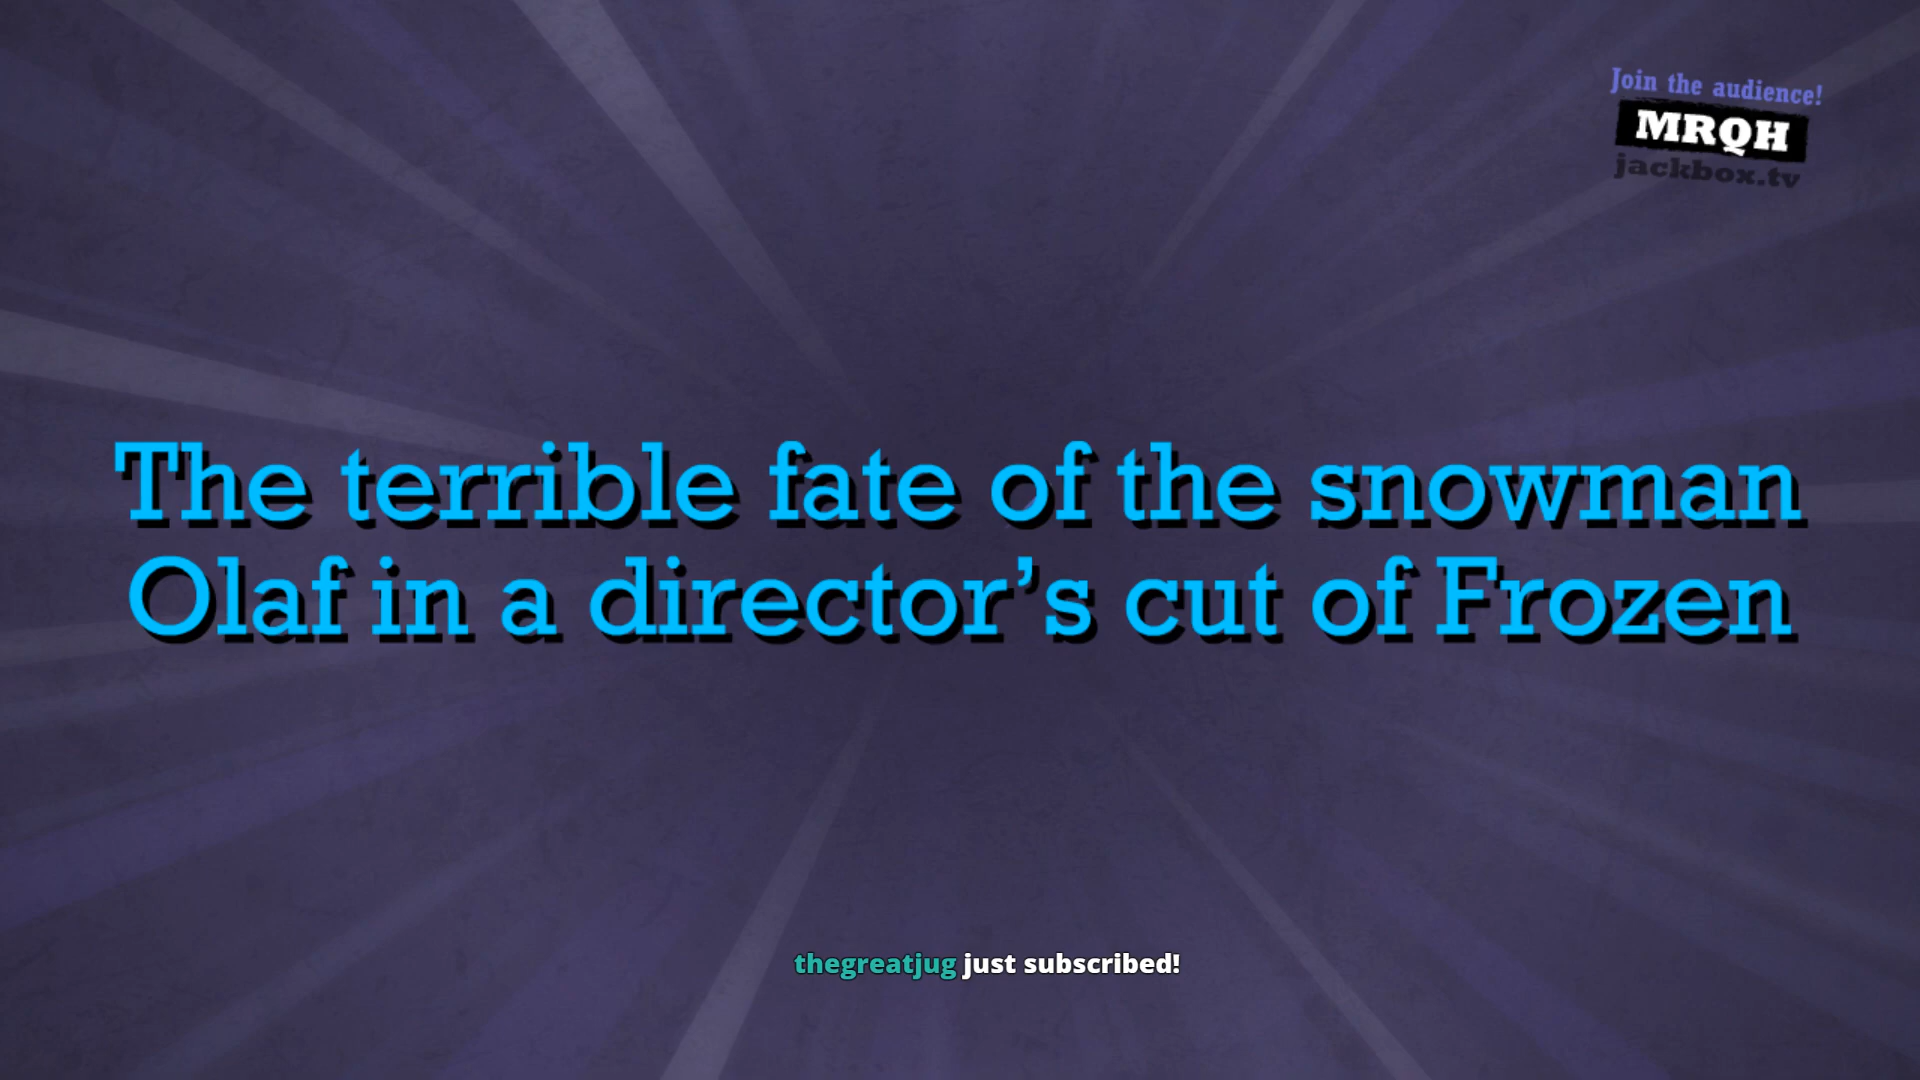 Join the audience!
MRQH
jackbox.tv
The terrible fate of the snowman
Olaf in a director’s cut of Frozen
thegreatjug just subscribed!